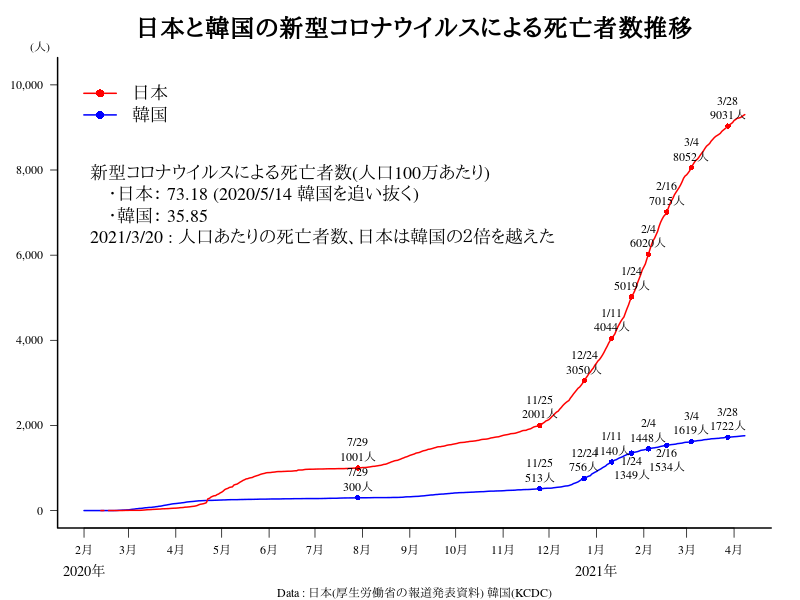 日本と韓国の新型コロナウイルスによる死亡者数推移
(人)
10,000
8,000
6,000
4,000
2,000
0
日本
韓国
新型コロナウイルスによる死亡者数(人口100万あたり)
・日本： 73.18 (2020/5/14 韓国を追い抜く)
・韓国： 35.85
2021/3/20 : 人口あたりの死亡者数、日本は韓国の２倍を越えた
3/28
9031人
3/4
8052人
2/16
7015人
2/4
6020人
1/24
5019人
1/11
4044人
12/24
3050人
11/25
2001人
7/29
1001人
7/29
300人
11/25
513人
12/24
756人
1/11
1140人
1/24
1349人
2/4
1448人
2/16
1534人
3/4
1619人
3/28
1722人
2月 3月 4月 5月 6月 7月 8月 9月 10月 11月 12月 1月 2月 3月 4月
2020年 2021年
Data : 日本(厚生労働省の報道発表資料) 韓国(KCDC)